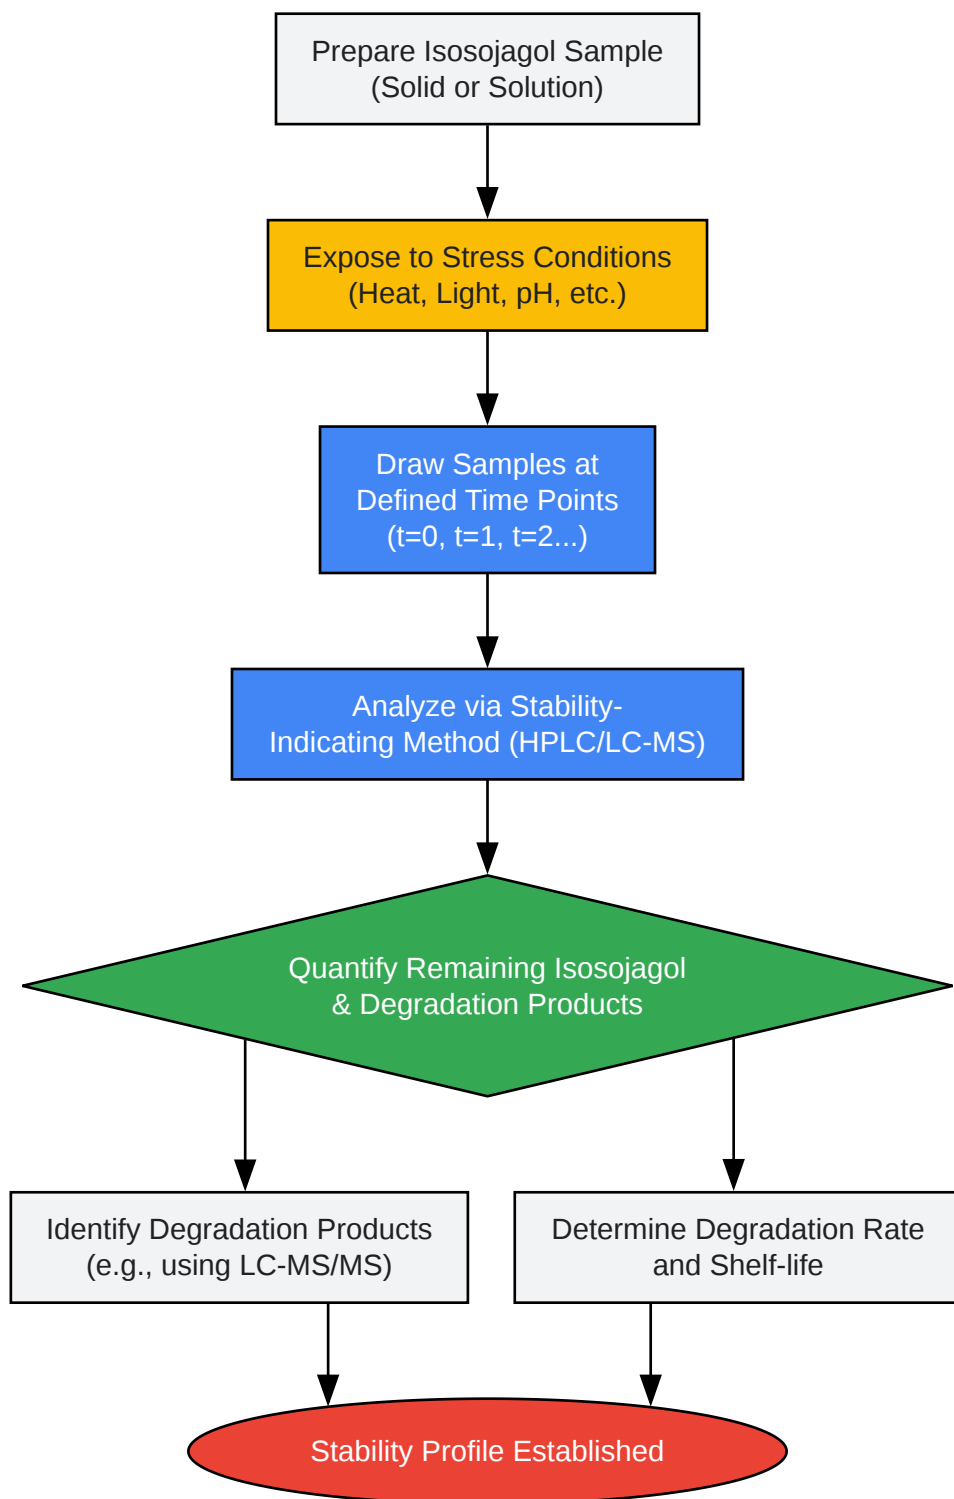 Prepare Isosojagol Sample
(Solid or Solution)
Expose to Stress Conditions
(Heat, Light, pH, etc.)
Draw Samples at
Defined Time Points
(t=0, t=1, t=2...)
Analyze via Stability-
Indicating Method (HPLC/LC-MS)
Quantify Remaining Isosojagol
& Degradation Products
Identify Degradation Products
(e.g., using LC-MS/MS)
Determine Degradation Rate
and Shelf-life
Stability Profile Established